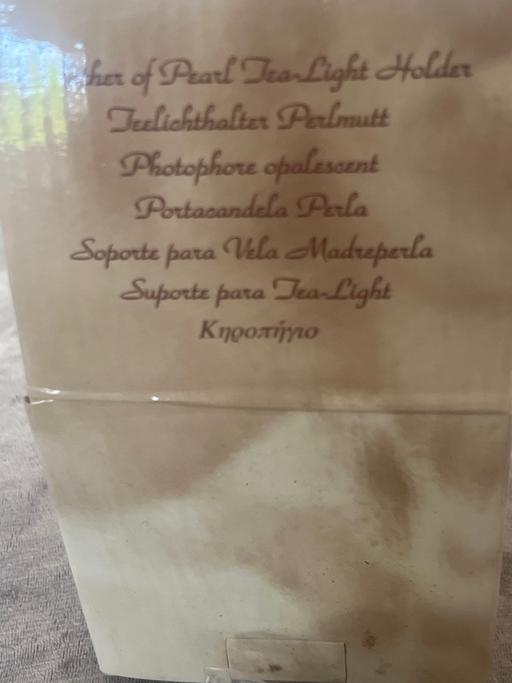 her of Pearl Tea-Light Holder
Teelichthalter Perlmutt
Photophore opalescent
Portacandela Perla
Soporte para Vela Madreperla
Suporte para Tea-Light
Κηροπήγιο